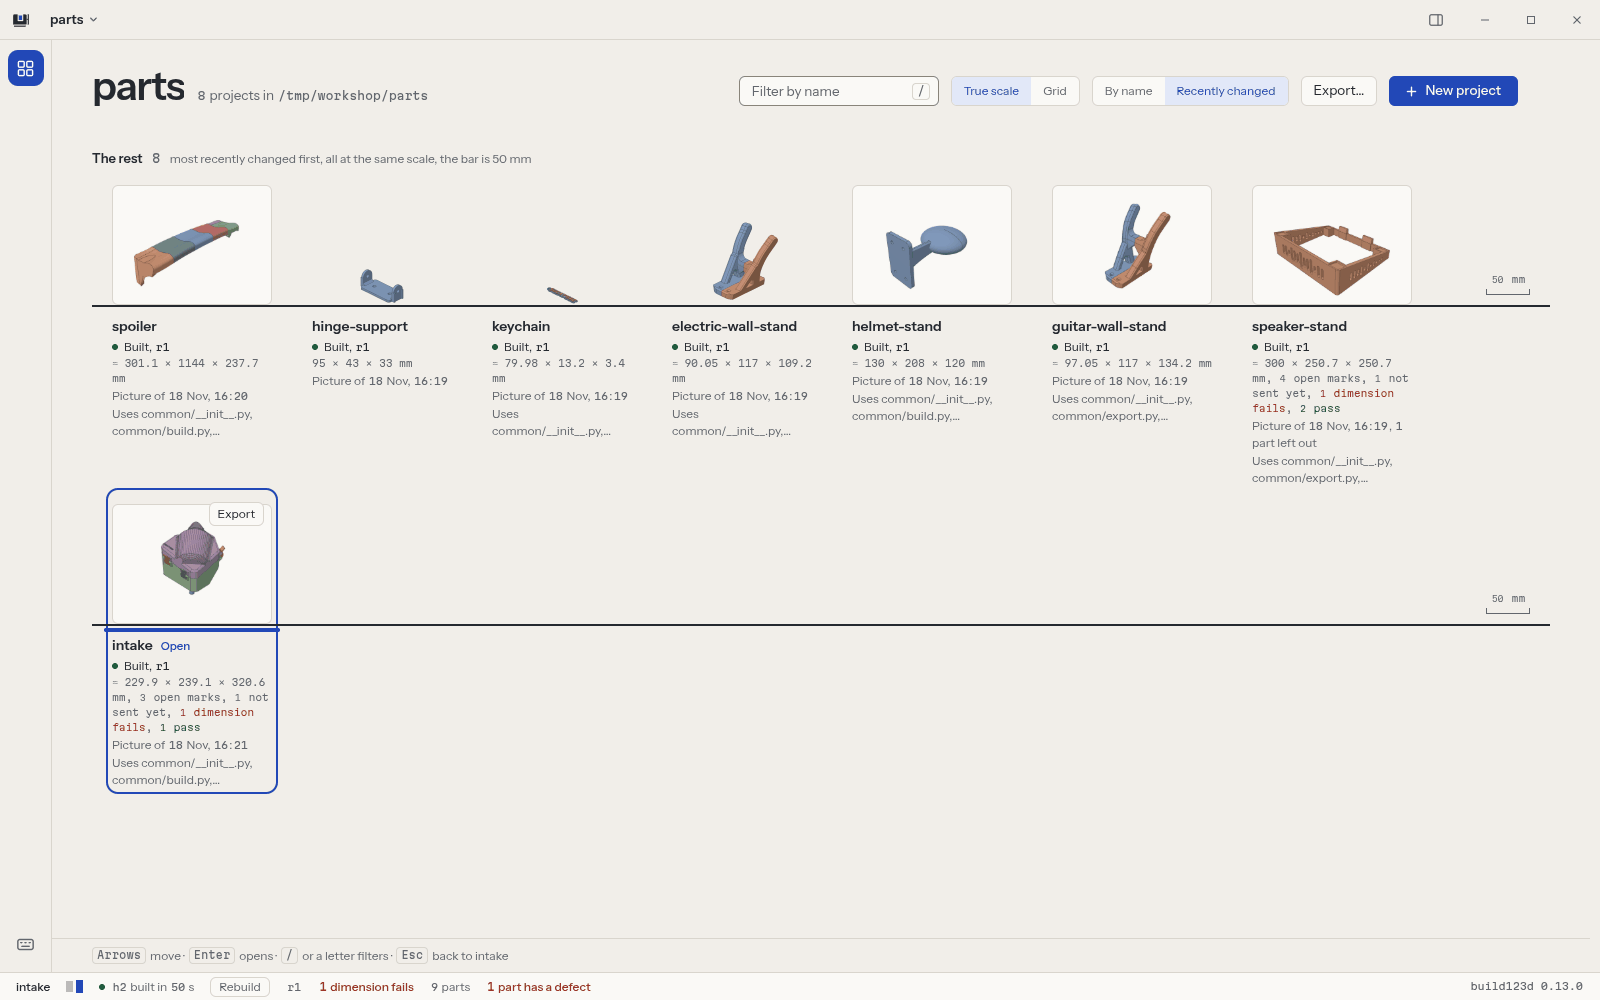 parts
parts 8 projects in /tmp/workshop/parts
Filter by name /
True scale Grid
By name Recently changed
Export...
+ New project
The rest 8 most recently changed first, all at the same scale, the bar is 50 mm
50 mm
spoiler
Built, r1
≈ 301.1 × 1144 × 237.7
mm
Picture of 18 Nov, 16:20
Uses common/__init__.py,
common/build.py,...
hinge-support
Built, r1
95 × 43 × 33 mm
Picture of 18 Nov, 16:19
keychain
Built, r1
≈ 79.98 × 13.2 × 3.4
mm
Picture of 18 Nov, 16:19
Uses
common/__init__.py,...
electric-wall-stand
Built, r1
≈ 90.05 × 117 × 109.2
mm
Picture of 18 Nov, 16:19
Uses
common/__init__.py,...
helmet-stand
Built, r1
≈ 130 × 208 × 120 mm
Picture of 18 Nov, 16:19
Uses common/__init__.py,
common/build.py,...
guitar-wall-stand
Built, r1
≈ 97.05 × 117 × 134.2 mm
Picture of 18 Nov, 16:19
Uses common/__init__.py,
common/export.py,...
speaker-stand
Built, r1
≈ 300 × 250.7 × 250.7
mm, 4 open marks, 1 not
sent yet, 1 dimension
fails, 2 pass
Picture of 18 Nov, 16:19, 1
part left out
Uses common/__init__.py,
common/export.py,...
Export
50 mm
intake Open
Built, r1
≈ 229.9 × 239.1 × 320.6
mm, 3 open marks, 1 not
sent yet, 1 dimension
fails, 1 pass
Picture of 18 Nov, 16:21
Uses common/__init__.py,
common/build.py,...
Arrows move · Enter opens · / or a letter filters · Esc back to intake
intake h2 built in 50 s Rebuild r1 1 dimension fails 9 parts 1 part has a defect build123d 0.13.0